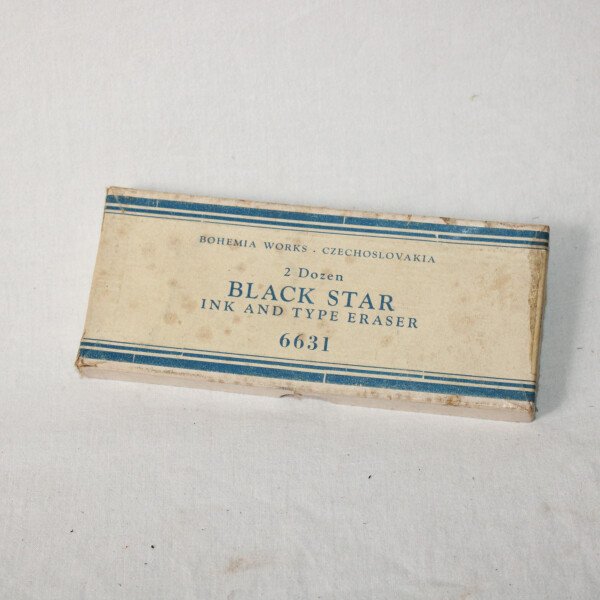 BOHEMIA WORKS . CZECHOSLOVAKIA
2 Dozen
BLACK STAR
INK AND TYPE ERASER
6631